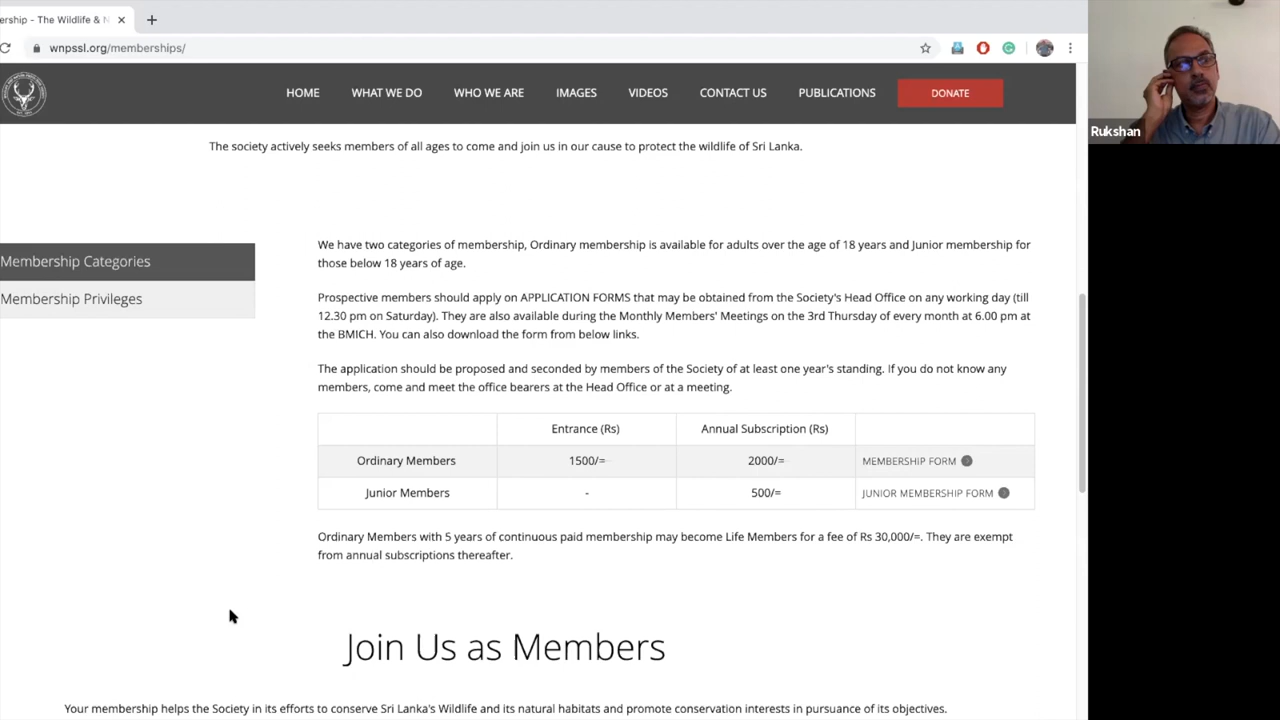 ership - The Wildlife & N
wnpssl.org/memberships/
HOME WHAT WE DO WHO WE ARE IMAGES VIDEOS CONTACT US PUBLICATIONS DONATE
Rukshan
The society actively seeks members of all ages to come and join us in our cause to protect the wildlife of Sri Lanka.
Membership Categories
Membership Privileges
We have two categories of membership, Ordinary membership is available for adults over the age of 18 years and Junior membership for
those below 18 years of age.
Prospective members should apply on APPLICATION FORMS that may be obtained from the Society's Head Office on any working day (till
12.30 pm on Saturday). They are also available during the Monthly Members' Meetings on the 3rd Thursday of every month at 6.00 pm at
the BMICH. You can also download the form from below links.
The application should be proposed and seconded by members of the Society of at least one year's standing. If you do not know any
members, come and meet the office bearers at the Head Office or at a meeting.
Entrance (Rs) Annual Subscription (Rs)
Ordinary Members 1500/= 2000/= MEMBERSHIP FORM
Junior Members - 500/= JUNIOR MEMBERSHIP FORM
Ordinary Members with 5 years of continuous paid membership may become Life Members for a fee of Rs 30,000/=. They are exempt
from annual subscriptions thereafter.
Join Us as Members
Your membership helps the Society in its efforts to conserve Sri Lanka's Wildlife and its natural habitats and promote conservation interests in pursuance of its objectives.